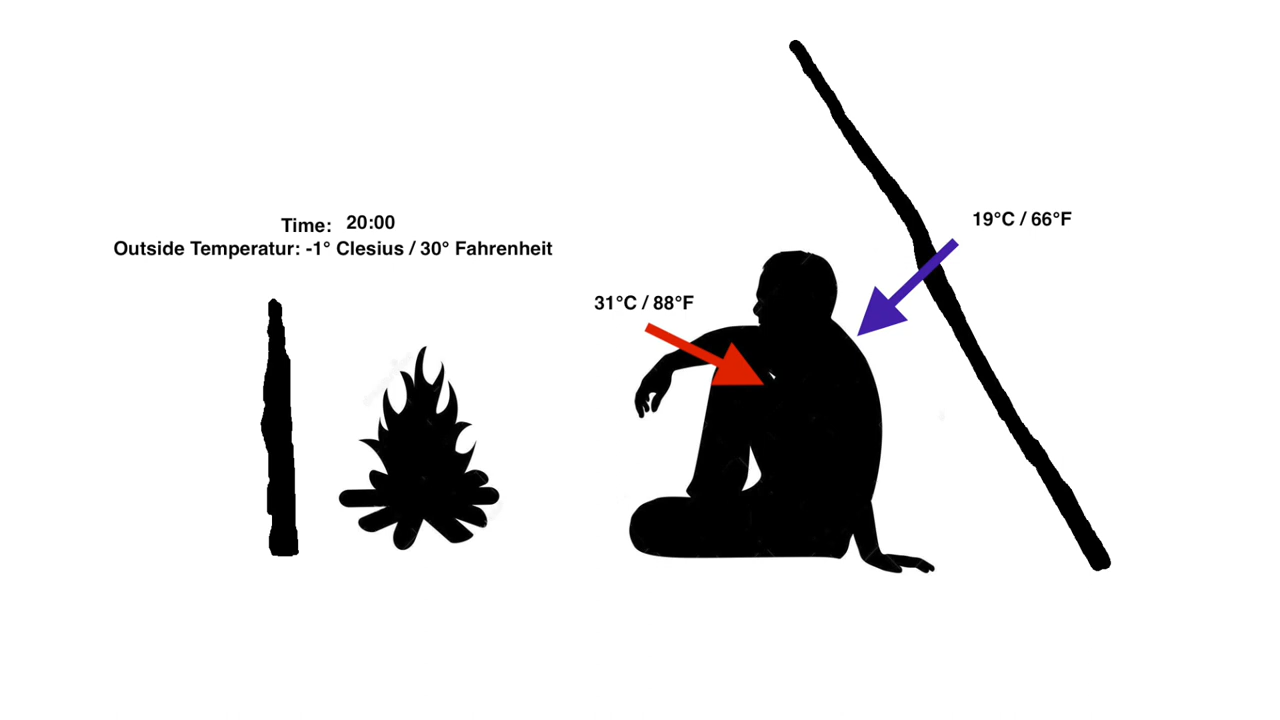 Time: 20:00
Outside Temperatur: -1° Clesius / 30° Fahrenheit
19°C / 66°F
31°C / 88°F